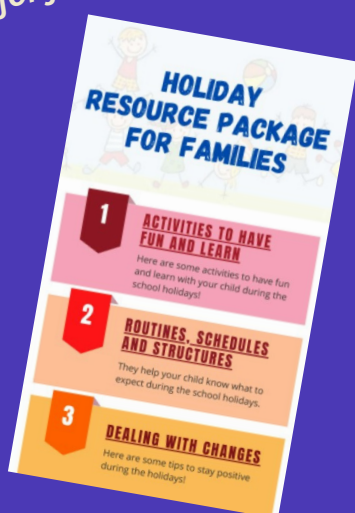 HOLIDAY
RESOURCE PACKAGE
FOR FAMILIES
1
ACTIVITIES TO HAVE
FUN AND LEARN
Here are some activities to have fun
and learn with your child during the
school holidays!
2
ROUTINES, SCHEDULES
AND STRUCTURES
They help your child know what to
expect during the school holidays.
3
DEALING WITH CHANGES
Here are some tips to stay positive
during the holidays!